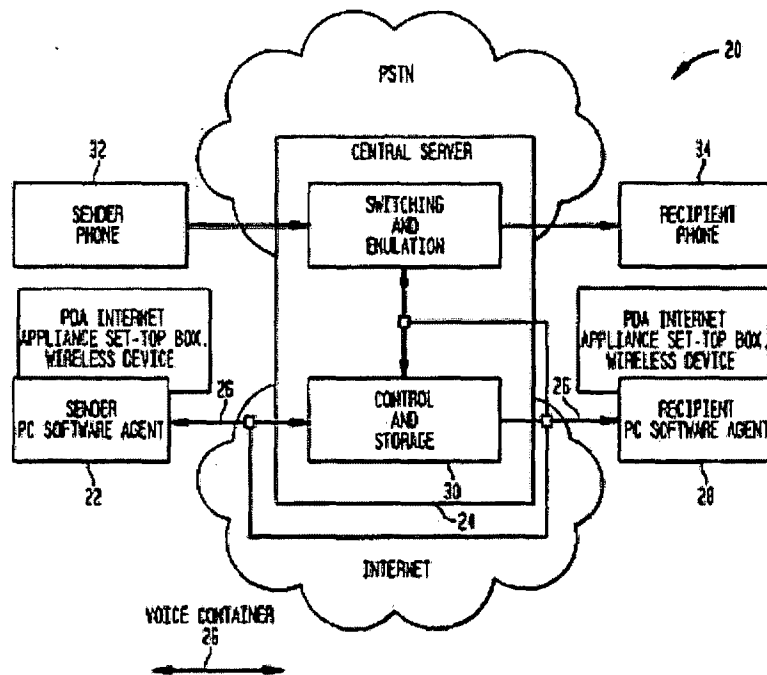 PSTN
20
CENTRAL SERVER
32
SENDER
PHONE
SWITCHING
AND
EMULATION
34
RECIPIENT
PHONE
PDA INTERNET
APPLIANCE SET-TOP BOX,
WIRELESS DEVICE
SENDER
PC SOFTWARE AGENT
22
26
CONTROL
AND
STORAGE
30
24
26
PDA INTERNET
APPLIANCE SET-TOP BOX,
WIRELESS DEVICE
RECIPIENT
PC SOFTWARE AGENT
28
INTERNET
VOICE CONTAINER
26